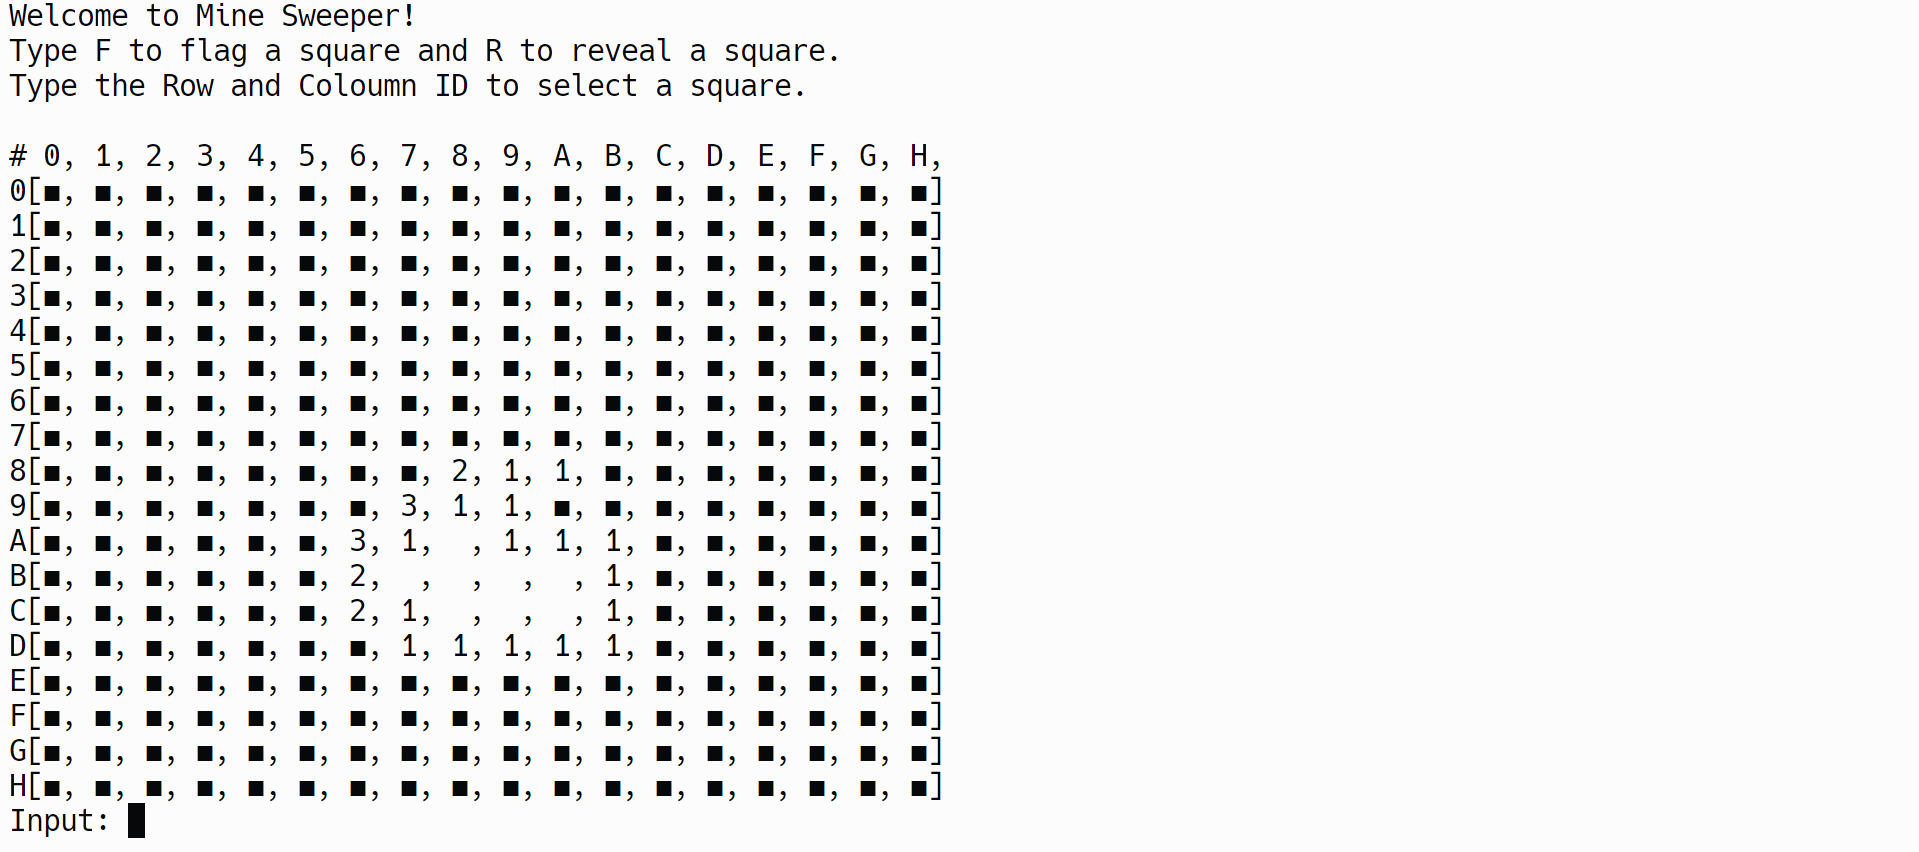 Welcome to Mine Sweeper!
Type F to flag a square and R to reveal a square.
Type the Row and Coloumn ID to select a square.

# 0, 1, 2, 3, 4, 5, 6, 7, 8, 9, A, B, C, D, E, F, G, H,
0[■, ■, ■, ■, ■, ■, ■, ■, ■, ■, ■, ■, ■, ■, ■, ■, ■, ■]
1[■, ■, ■, ■, ■, ■, ■, ■, ■, ■, ■, ■, ■, ■, ■, ■, ■, ■]
2[■, ■, ■, ■, ■, ■, ■, ■, ■, ■, ■, ■, ■, ■, ■, ■, ■, ■]
3[■, ■, ■, ■, ■, ■, ■, ■, ■, ■, ■, ■, ■, ■, ■, ■, ■, ■]
4[■, ■, ■, ■, ■, ■, ■, ■, ■, ■, ■, ■, ■, ■, ■, ■, ■, ■]
5[■, ■, ■, ■, ■, ■, ■, ■, ■, ■, ■, ■, ■, ■, ■, ■, ■, ■]
6[■, ■, ■, ■, ■, ■, ■, ■, ■, ■, ■, ■, ■, ■, ■, ■, ■, ■]
7[■, ■, ■, ■, ■, ■, ■, ■, ■, ■, ■, ■, ■, ■, ■, ■, ■, ■]
8[■, ■, ■, ■, ■, ■, ■, ■, 2, 1, 1, ■, ■, ■, ■, ■, ■, ■]
9[■, ■, ■, ■, ■, ■, ■, 3, 1, 1, ■, ■, ■, ■, ■, ■, ■, ■]
A[■, ■, ■, ■, ■, ■, 3, 1,  , 1, 1, 1, ■, ■, ■, ■, ■, ■]
B[■, ■, ■, ■, ■, ■, 2,  ,  ,  ,  , 1, ■, ■, ■, ■, ■, ■]
C[■, ■, ■, ■, ■, ■, 2, 1,  ,  ,  , 1, ■, ■, ■, ■, ■, ■]
D[■, ■, ■, ■, ■, ■, ■, 1, 1, 1, 1, 1, ■, ■, ■, ■, ■, ■]
E[■, ■, ■, ■, ■, ■, ■, ■, ■, ■, ■, ■, ■, ■, ■, ■, ■, ■]
F[■, ■, ■, ■, ■, ■, ■, ■, ■, ■, ■, ■, ■, ■, ■, ■, ■, ■]
G[■, ■, ■, ■, ■, ■, ■, ■, ■, ■, ■, ■, ■, ■, ■, ■, ■, ■]
H[■, ■, ■, ■, ■, ■, ■, ■, ■, ■, ■, ■, ■, ■, ■, ■, ■, ■]
Input: